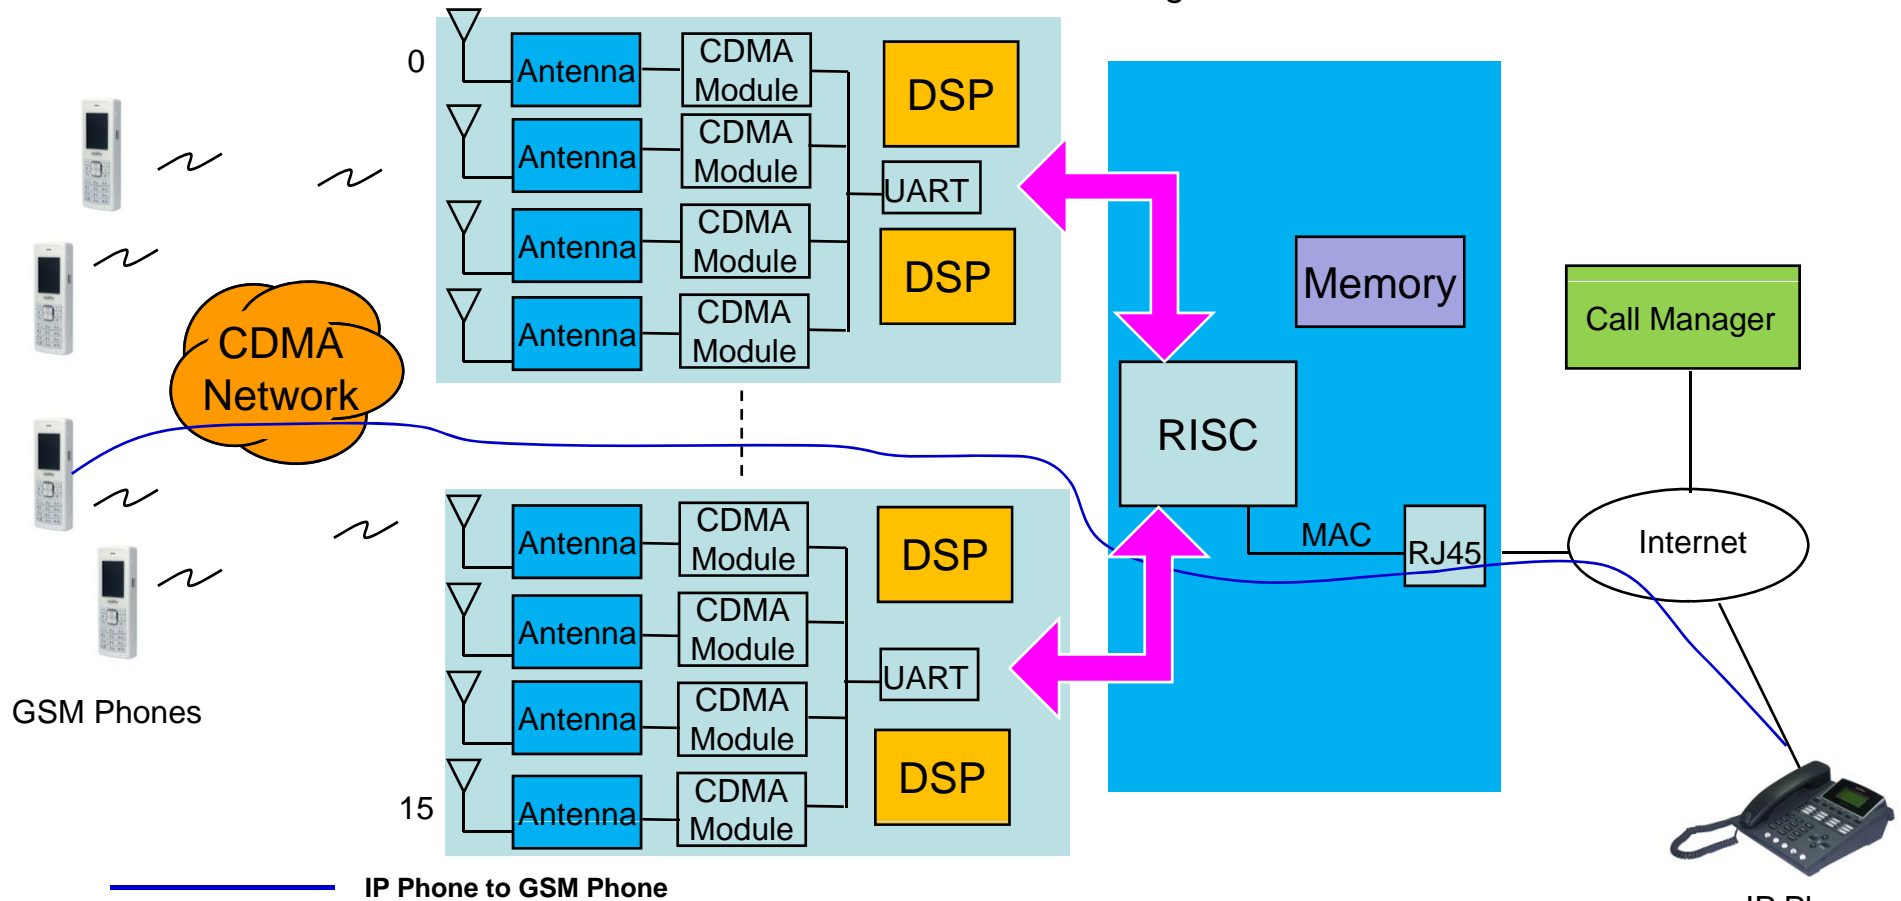 0
Antenna
CDMA
Module
Antenna
CDMA
Module
Antenna
CDMA
Module
Antenna
CDMA
Module
DSP
UART
DSP
CDMA
Network
GSM Phones
Memory
RISC
MAC
RJ45
Call Manager
Internet
Antenna
CDMA
Module
Antenna
CDMA
Module
Antenna
CDMA
Module
15
Antenna
CDMA
Module
DSP
UART
DSP
IP Phone to GSM Phone